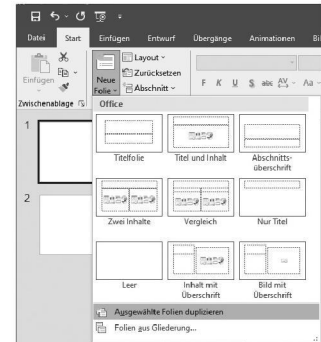 Datei Start Einfügen Entwurf Übergänge Animationen
Einfügen
Neue Folie
Layout
Zurücksetzen
Abschnitt
F K U S abc AV Aa
Zwischenablage
Office
1
Titelfolie Titel und Inhalt Abschnitts-
überschrift
2
Zwei Inhalte Vergleich Nur Titel
Leer Inhalt mit Bild mit
Überschrift Überschrift
Ausgewählte Folien duplizieren
Folien aus Gliederung...